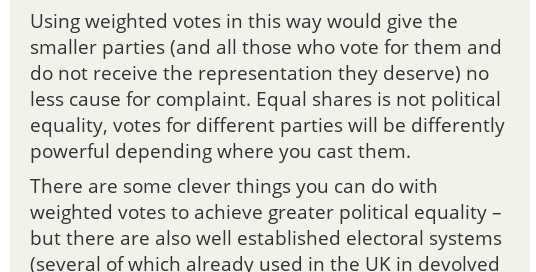 Using weighted votes in this way would give the
smaller parties (and all those who vote for them and
do not receive the representation they deserve) no
less cause for complaint. Equal shares is not political
equality, votes for different parties will be differently
powerful depending where you cast them.
There are some clever things you can do with
weighted votes to achieve greater political equality –
but there are also well established electoral systems
(several of which already used in the UK in devolved